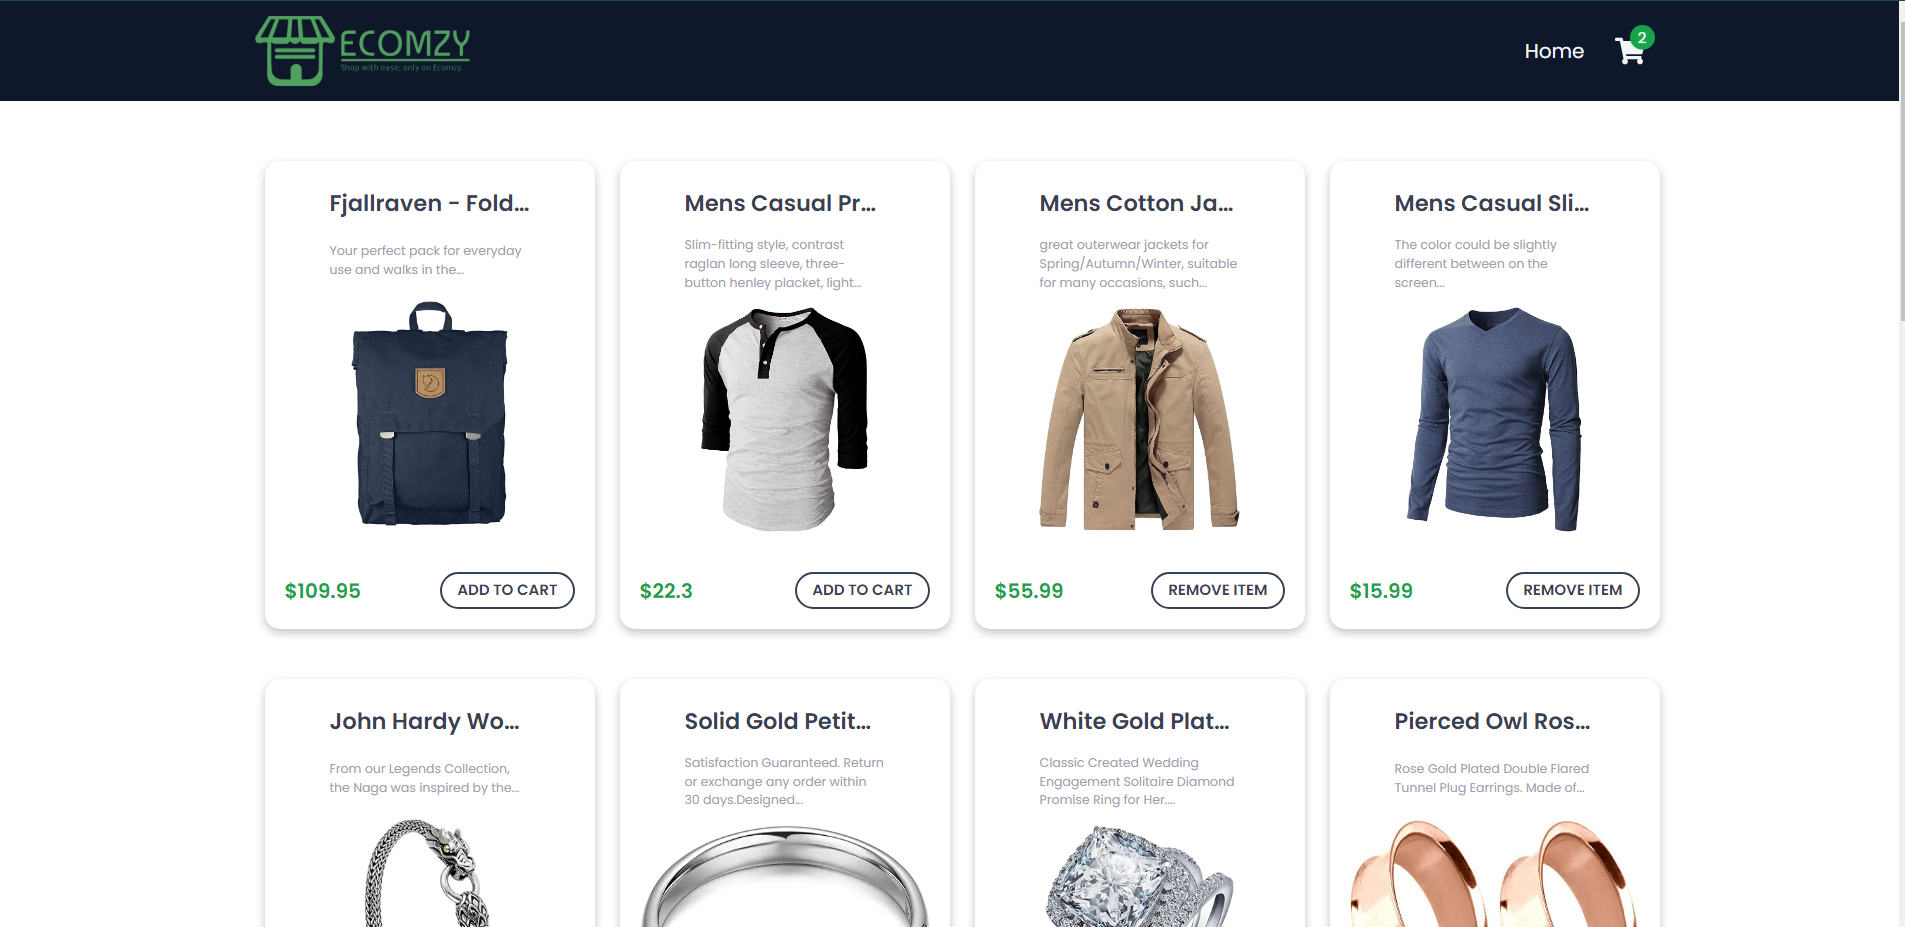 ECOMZY
Shop with ease, only on Ecomzy.
Home
2
Fjallraven - Fold...
Your perfect pack for everyday
use and walks in the...
$109.95
ADD TO CART
Mens Casual Pr...
Slim-fitting style, contrast
raglan long sleeve, three-
button henley placket, light...
$22.3
ADD TO CART
Mens Cotton Ja...
great outerwear jackets for
Spring/Autumn/Winter, suitable
for many occasions, such...
$55.99
REMOVE ITEM
Mens Casual Sli...
The color could be slightly
different between on the
screen...
$15.99
REMOVE ITEM
John Hardy Wo...
From our Legends Collection,
the Naga was inspired by the...
Solid Gold Petit...
Satisfaction Guaranteed. Return
or exchange any order within
30 days.Designed...
White Gold Plat...
Classic Created Wedding
Engagement Solitaire Diamond
Promise Ring for Her....
Pierced Owl Ros...
Rose Gold Plated Double Flared
Tunnel Plug Earrings. Made of...